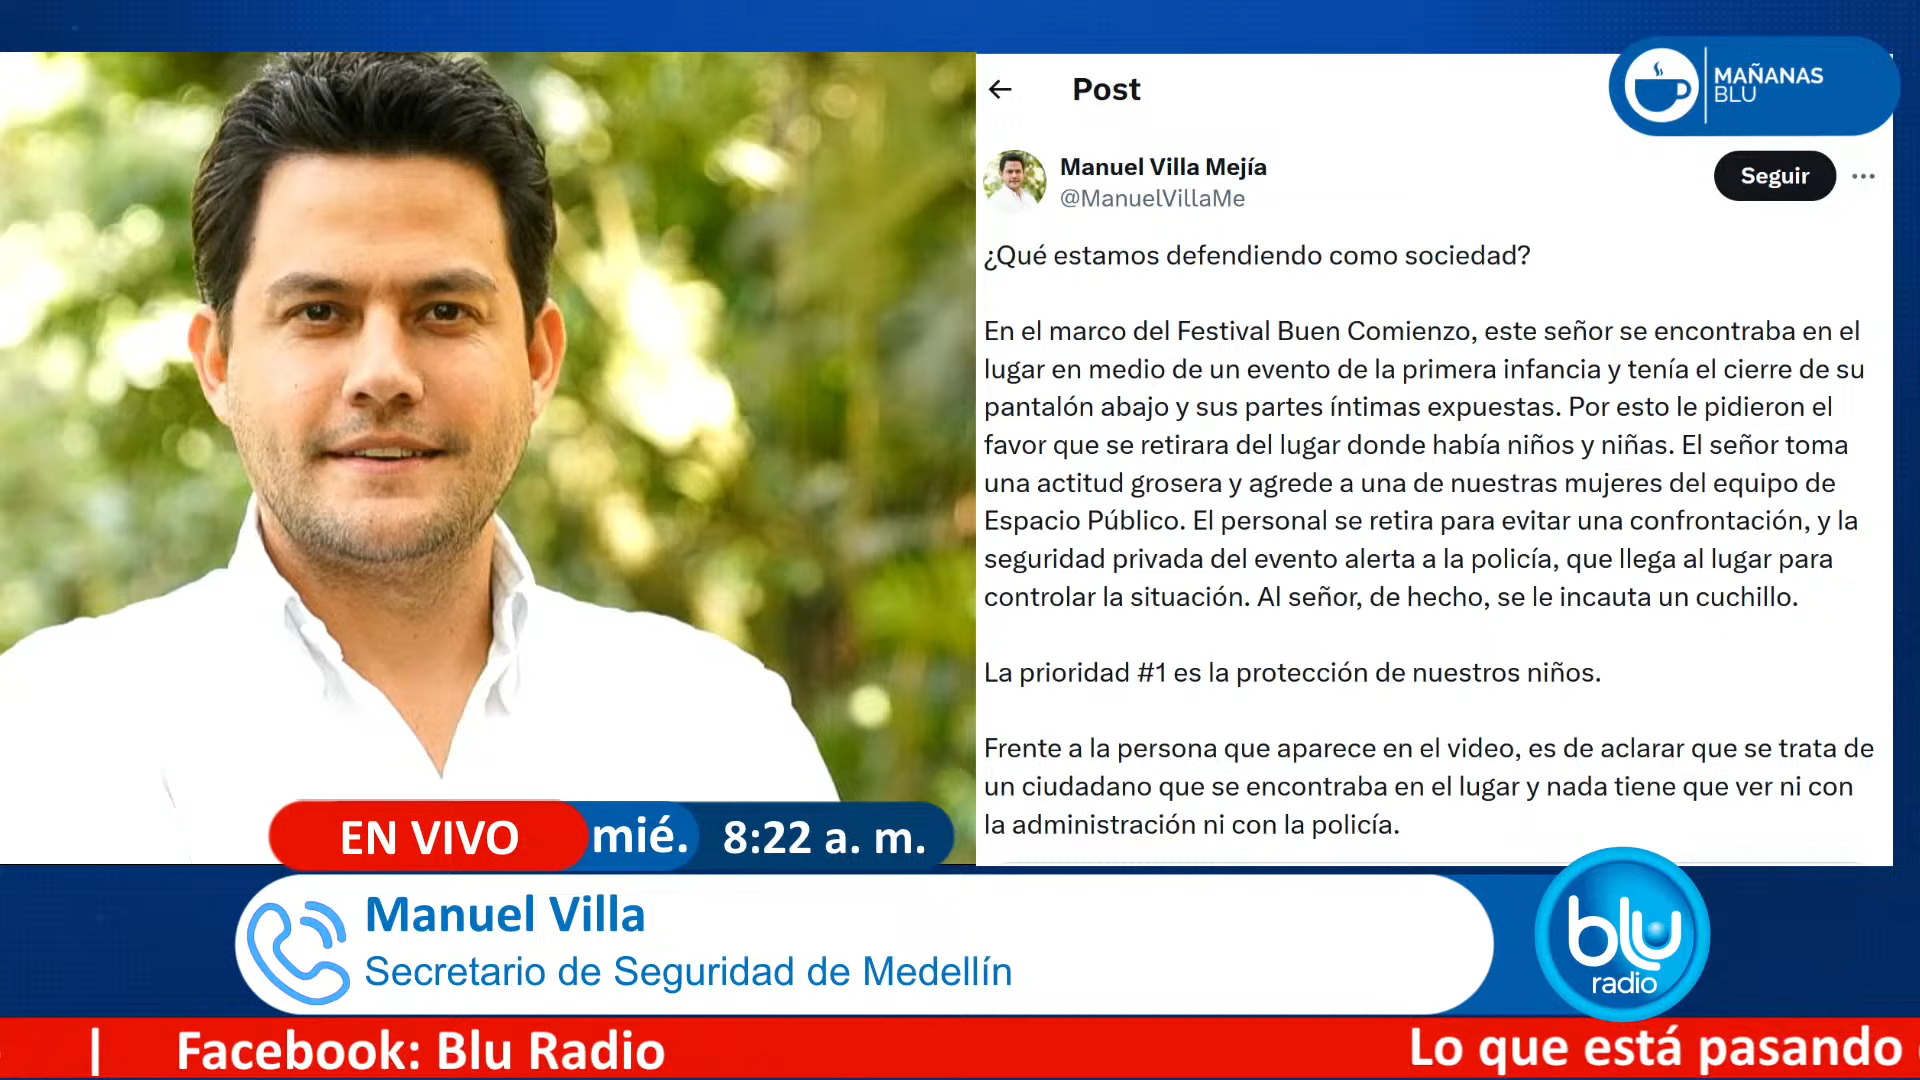 MAÑANAS
BLU
Post
Manuel Villa Mejía
@ManuelVillaMe
Seguir
¿Qué estamos defendiendo como sociedad?
En el marco del Festival Buen Comienzo, este señor se encontraba en el
lugar en medio de un evento de la primera infancia y tenía el cierre de su
pantalón abajo y sus partes íntimas expuestas. Por esto le pidieron el
favor que se retirara del lugar donde había niños y niñas. El señor toma
una actitud grosera y agrede a una de nuestras mujeres del equipo de
Espacio Público. El personal se retira para evitar una confrontación, y la
seguridad privada del evento alerta a la policía, que llega al lugar para
controlar la situación. Al señor, de hecho, se le incauta un cuchillo.
La prioridad #1 es la protección de nuestros niños.
Frente a la persona que aparece en el video, es de aclarar que se trata de
un ciudadano que se encontraba en el lugar y nada tiene que ver ni con
la administración ni con la policía.
EN VIVO mié. 8:22 a. m.
Manuel Villa
Secretario de Seguridad de Medellín
blu
radio
| Facebook: Blu Radio Lo que está pasando